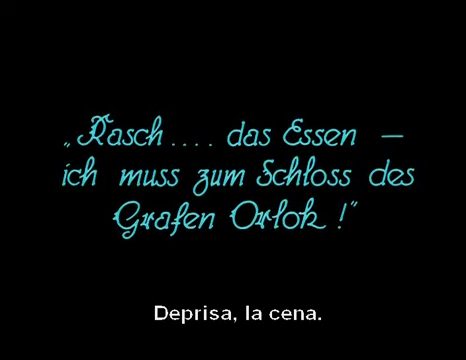 „Rasch .... das Essen —
ich muss zum Schloss des
Grafen Orlok!“
Deprisa, la cena.